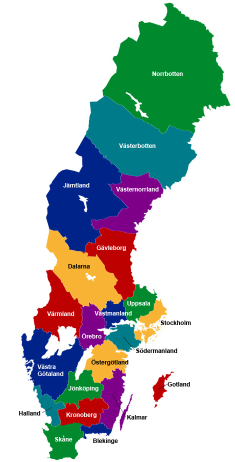 Norrbotten
Västerbotten
Jämtland
Västernorrland
Gävleborg
Dalarna
Uppsala
Värmland
Västmanland
Stockholm
Örebro
Södermanland
Västra
Götaland
Östergötland
Gotland
Jönköping
Halland
Kronoberg
Kalmar
Skåne
Blekinge